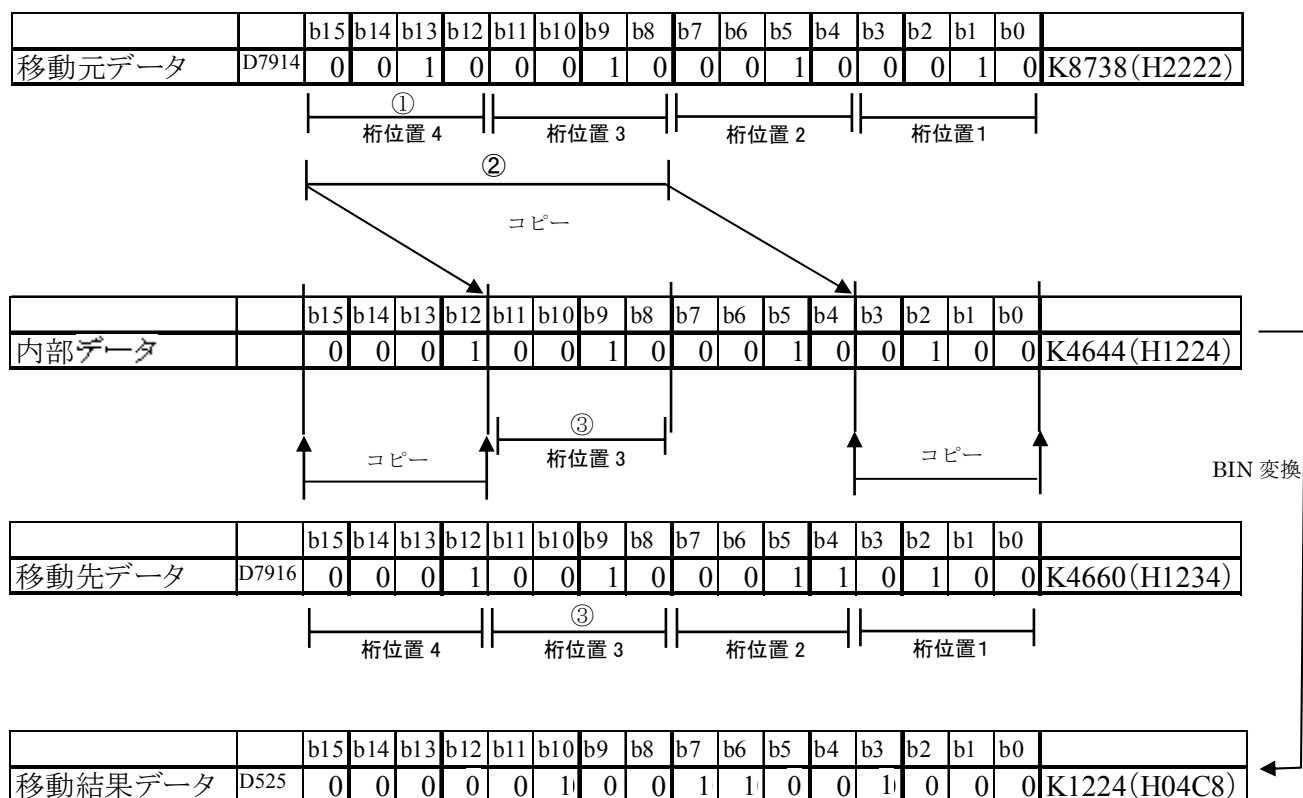 b15 b14 b13 b12 b11 b10 b9 b8 b7 b6 b5 b4 b3 b2 b1 b0
移動元データ D7914 0 0 1 0 0 0 1 0 0 0 1 0 0 0 1 0 K8738(H2222)
① ②
桁位置 4 桁位置 3 桁位置 2 桁位置1
コピー
b15 b14 b13 b12 b11 b10 b9 b8 b7 b6 b5 b4 b3 b2 b1 b0
内部データ 0 0 0 1 0 0 1 0 0 0 1 0 0 1 0 0 K4644(H1224)
③
コピー 桁位置 3 コピー
BIN 変換
b15 b14 b13 b12 b11 b10 b9 b8 b7 b6 b5 b4 b3 b2 b1 b0
移動先データ D7916 0 0 0 1 0 0 1 0 0 0 1 1 0 1 0 0 K4660(H1234)
③
桁位置 4 桁位置 3 桁位置 2 桁位置1
b15 b14 b13 b12 b11 b10 b9 b8 b7 b6 b5 b4 b3 b2 b1 b0
移動結果データ D525 0 0 0 0 0 1 0 0 1 1 0 0 1 0 0 0 K1224(H04C8)